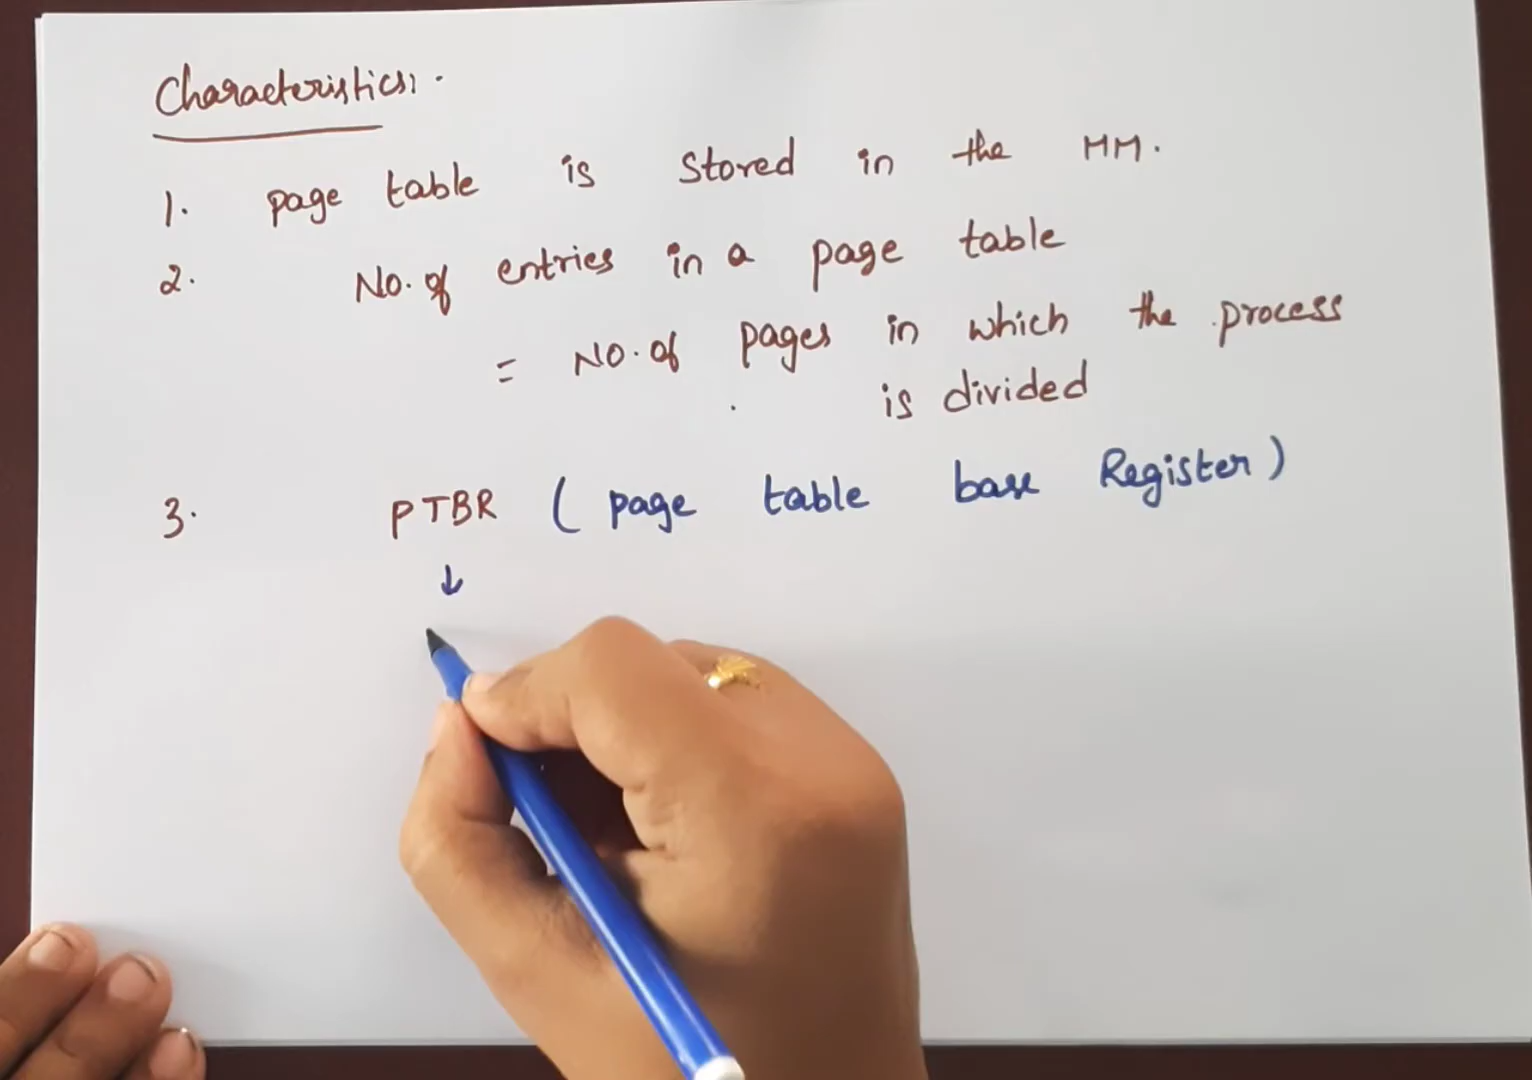 Characteristics:-
1. page table is stored in the MM.
2. No. of entries in a page table
= No. of pages in which the process
is divided
3. PTBR ( page table base Register )
↓